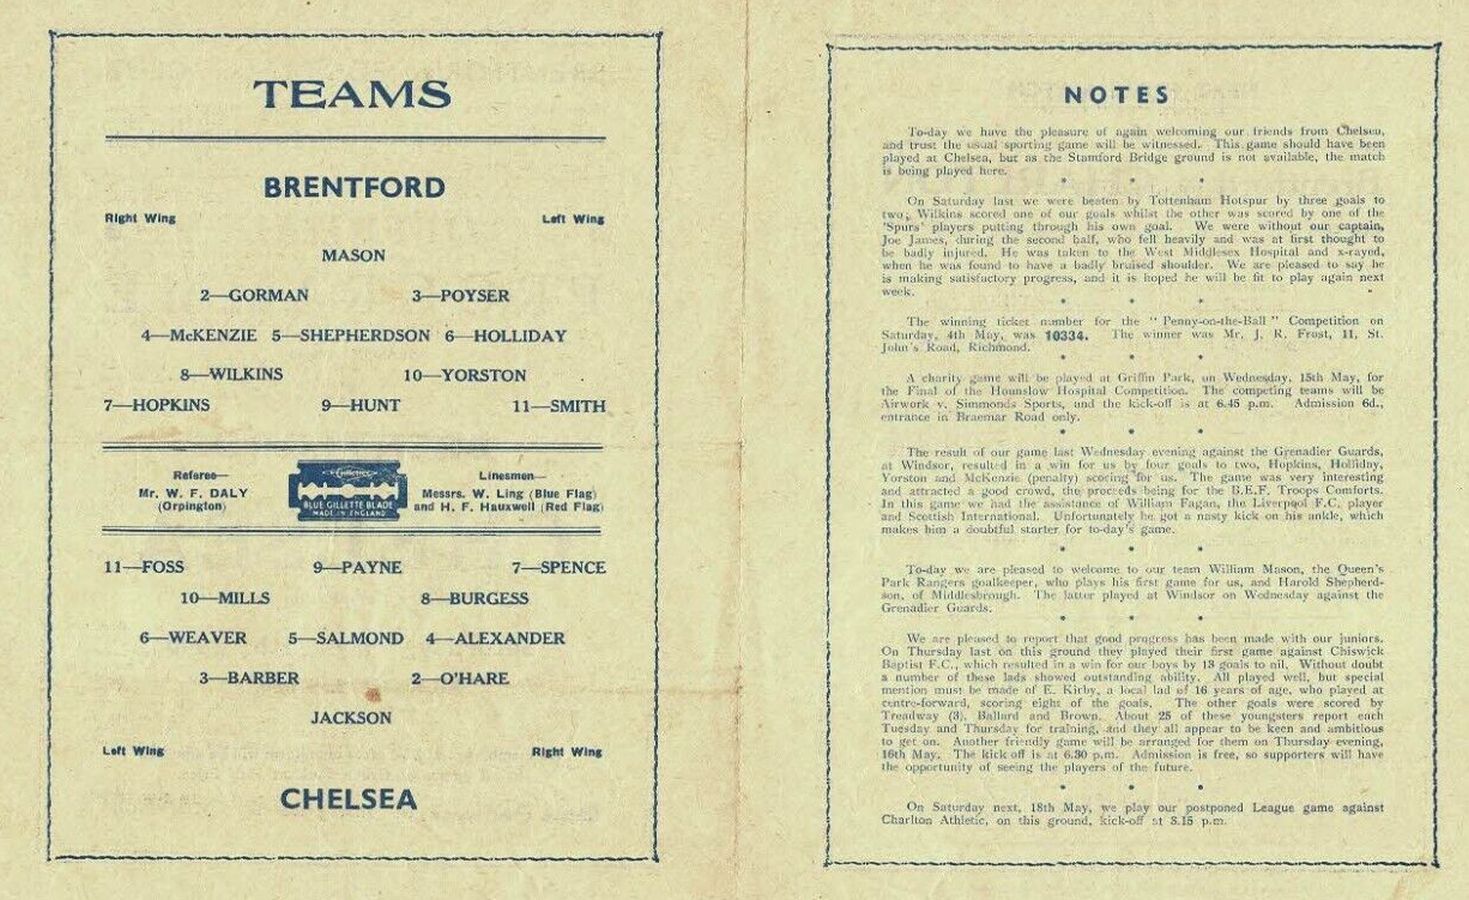 TEAMS
BRENTFORD
Right Wing Left Wing
MASON
2—GORMAN 3—POYSER
4—McKENZIE 5—SHEPHERDSON 6—HOLLIDAY
8—WILKINS 10—YORSTON
7—HOPKINS 9—HUNT 11—SMITH
Referee— Linesmen—
Mr. W. F. DALY Messrs. W. Ling (Blue Flag)
(Orpington) and H. F. Hauxwell (Red Flag)
Gillette
BLUE GILLETTE BLADE
MADE IN ENGLAND
11—FOSS 9—PAYNE 7—SPENCE
10—MILLS 8—BURGESS
6—WEAVER 5—SALMOND 4—ALEXANDER
3—BARBER 2—O'HARE
JACKSON
Left Wing Right Wing
CHELSEA
NOTES
To-day we have the pleasure of again welcoming our friends from Chelsea,
and trust the usual sporting game will be witnessed. This game should have been
played at Chelsea, but as the Stamford Bridge ground is not available, the match
is being played here.
* * *
On Saturday last we were beaten by Tottenham Hotspur by three goals to
two; Wilkins scored one of our goals whilst the other was scored by one of the
'Spurs' players putting through his own goal. We were without our captain,
Joe James, during the second half, who fell heavily and was at first thought to
be badly injured. He was taken to the West Middlesex Hospital and x-rayed,
when he was found to have a badly bruised shoulder. We are pleased to say he
is making satisfactory progress, and it is hoped he will be fit to play again next
week.
* * *
The winning ticket number for the "Penny-on-the-Ball" Competition on
Saturday, 4th May, was 10334. The winner was Mr. J. R. Frost, 11, St.
John's Road, Richmond.
* * *
A charity game will be played at Griffin Park, on Wednesday, 15th May, for
the Final of the Hounslow Hospital Competition. The competing teams will be
Airwork v. Simmonds Sports, and the kick-off is at 6.45 p.m. Admission 6d.,
entrance in Braemar Road only.
* * *
The result of our game last Wednesday evening against the Grenadier Guards,
at Windsor, resulted in a win for us by four goals to two, Hopkins, Holliday,
Yorston and McKenzie (penalty) scoring for us. The game was very interesting
and attracted a good crowd, the proceeds being for the B.E.F. Troops Comforts.
In this game we had the assistance of William Fagan, the Liverpool F.C. player
and Scottish International. Unfortunately he got a nasty kick on his ankle, which
makes him a doubtful starter for to-day's game.
* * *
To-day we are pleased to welcome to our team William Mason, the Queen's
Park Rangers goalkeeper, who plays his first game for us, and Harold Shepherd-
son, of Middlesbrough. The latter played at Windsor on Wednesday against the
Grenadier Guards.
* * *
We are pleased to report that good progress has been made with our juniors.
On Thursday last on this ground they played their first game against Chiswick
Baptist F.C., which resulted in a win for our boys by 13 goals to nil. Without doubt
a number of these lads showed outstanding ability. All played well, but special
mention must be made of E. Kirby, a local lad of 16 years of age, who played at
centre-forward, scoring eight of the goals. The other goals were scored by
Treadway (3), Ballard and Brown. About 25 of these youngsters report each
Tuesday and Thursday for training, and they all appear to be keen and ambitious
to get on. Another friendly game will be arranged for them on Thursday evening,
16th May. The kick off is at 6.30 p.m. Admission is free, so supporters will have
the opportunity of seeing the players of the future.
* * *
On Saturday next, 18th May, we play our postponed League game against
Charlton Athletic, on this ground, kick-off at 3.15 p.m.